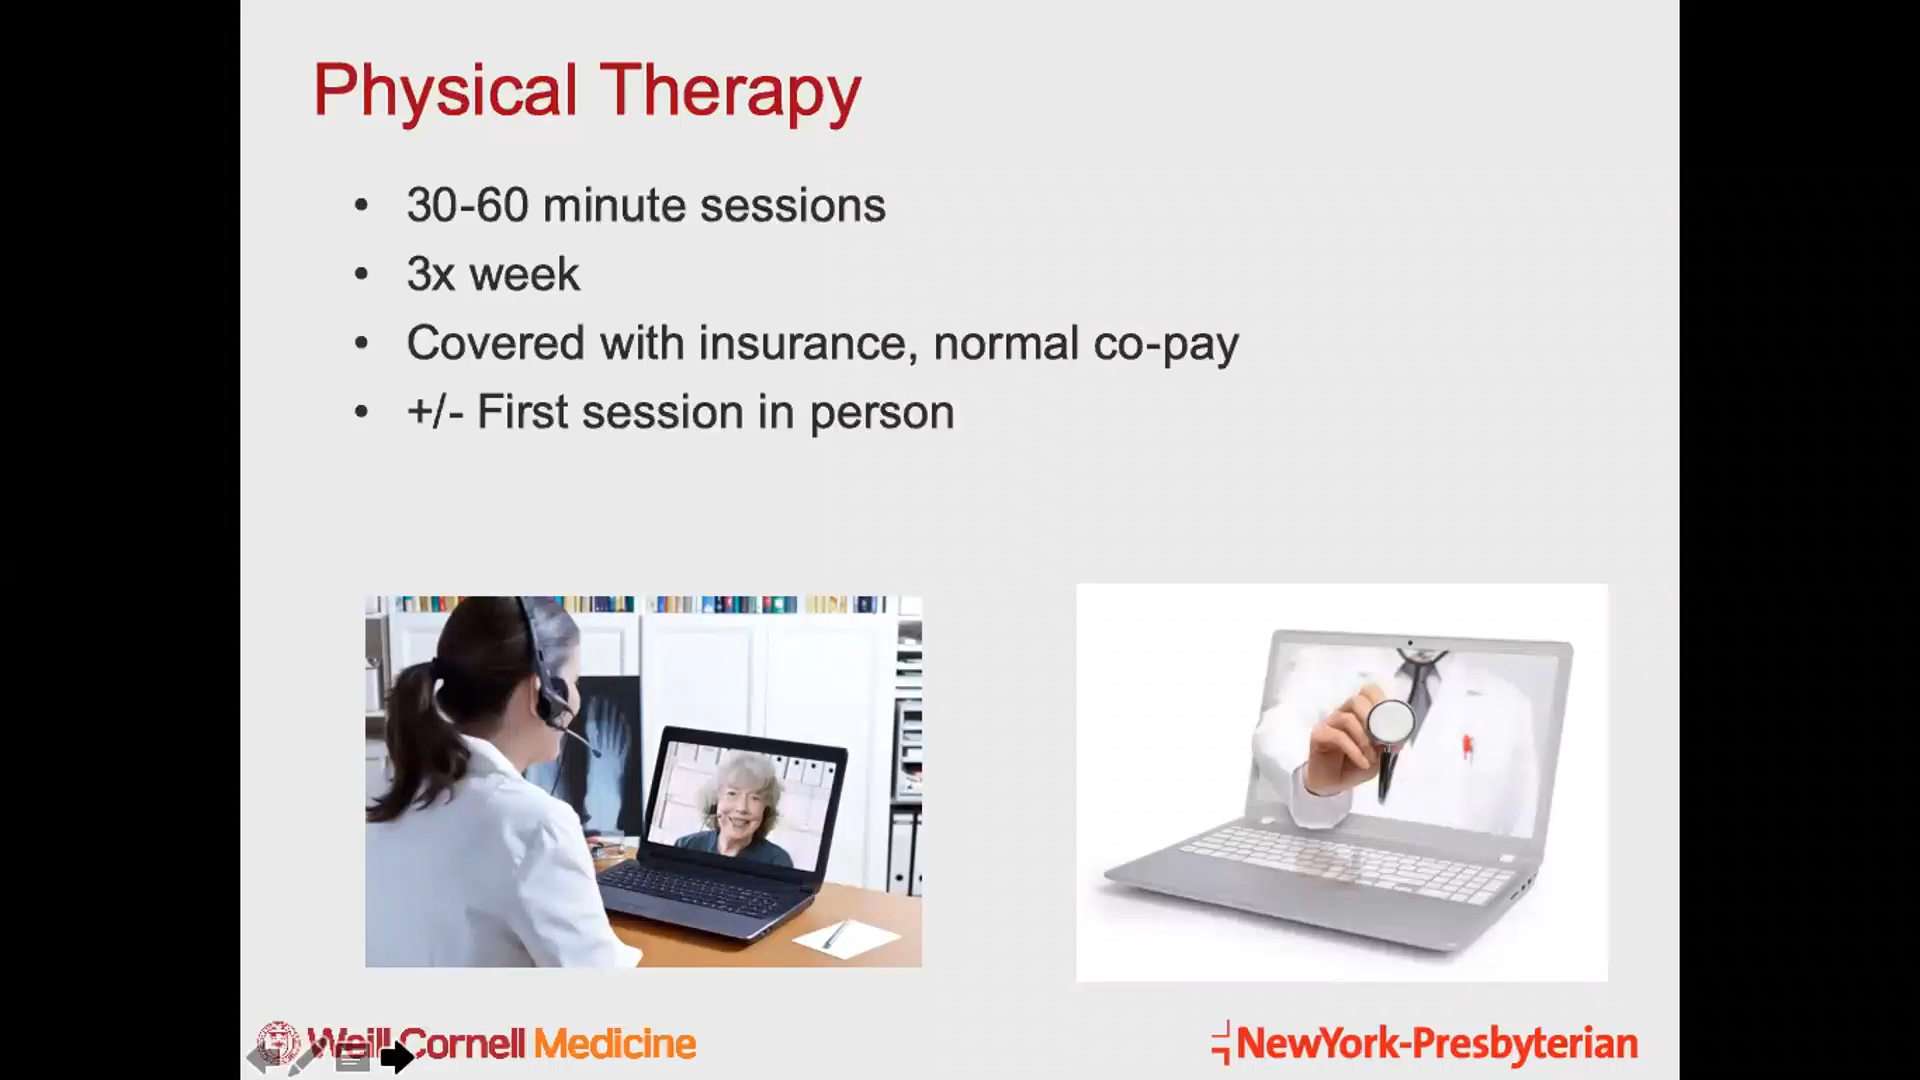 Physical Therapy
• 30-60 minute sessions
• 3x week
• Covered with insurance, normal co-pay
• +/- First session in person
Weill Cornell Medicine
NewYork-Presbyterian